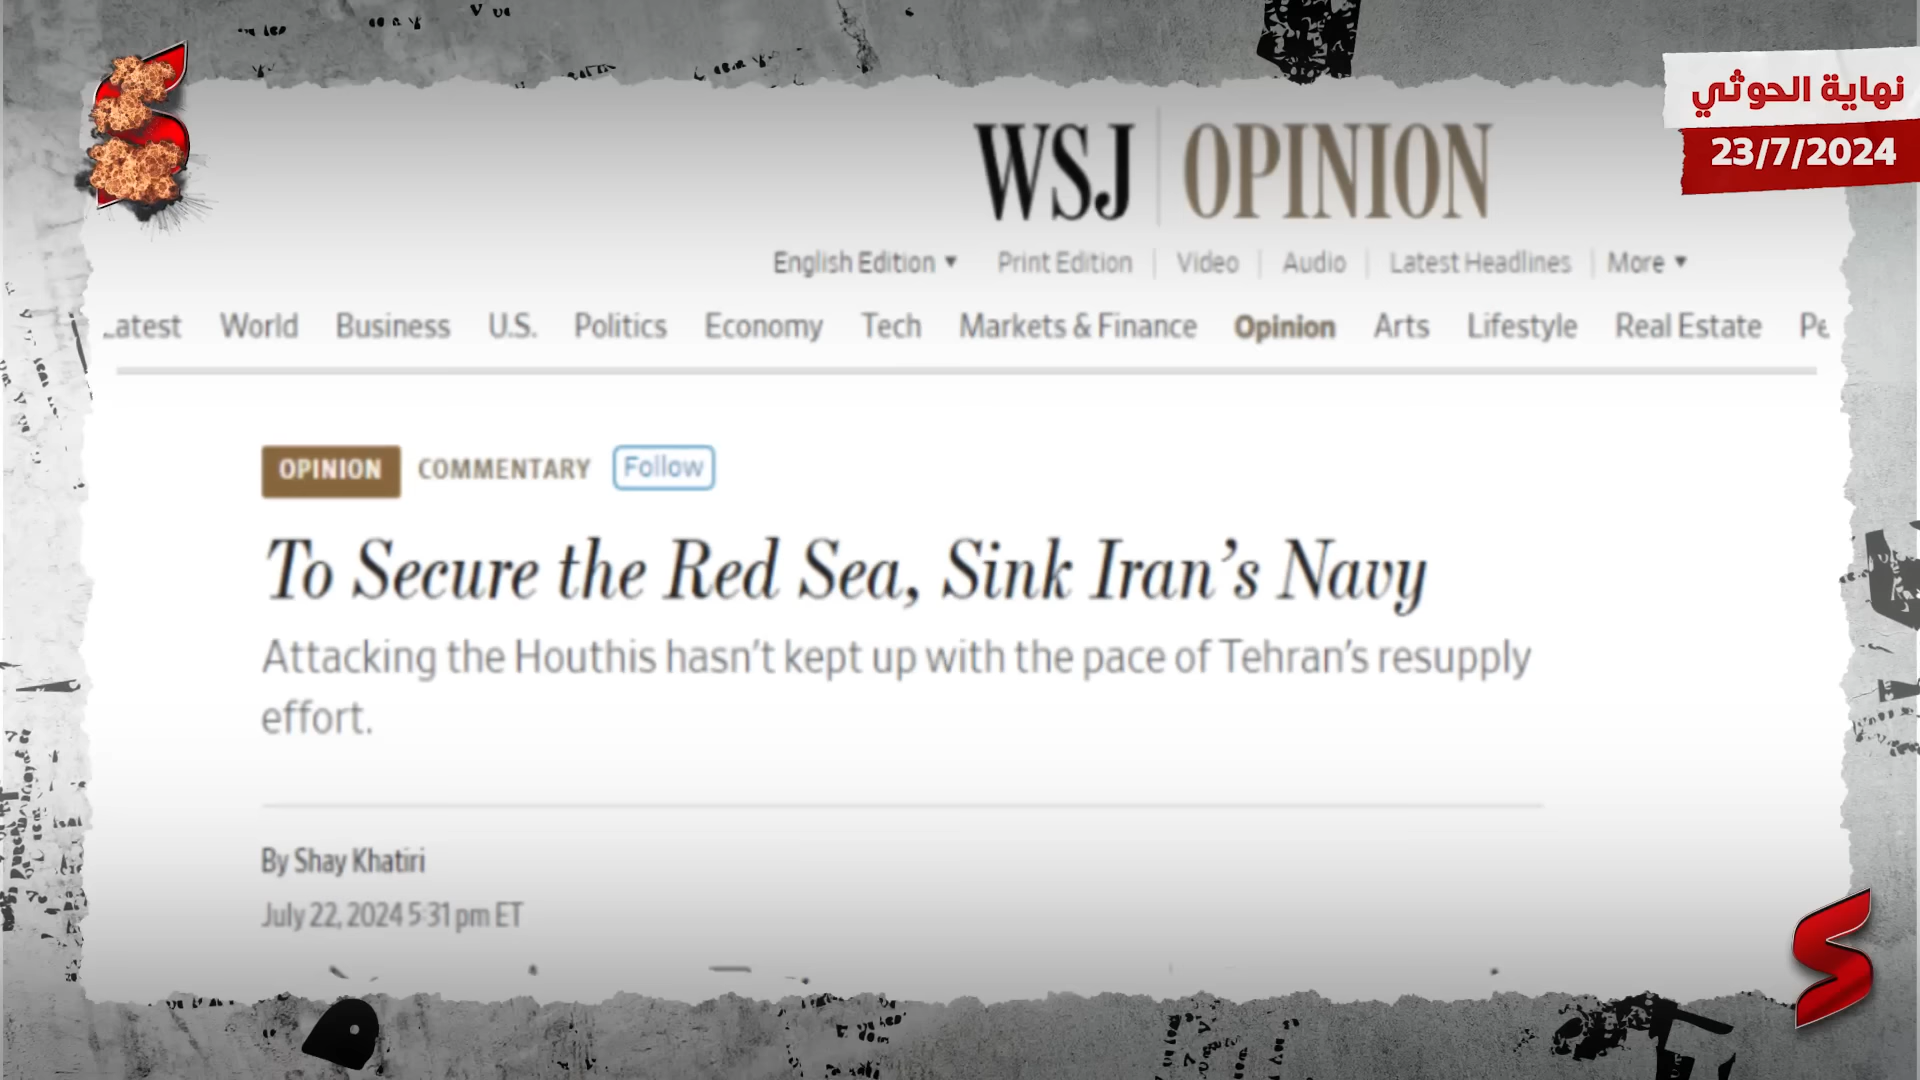 نهاية الحوثي
23/7/2024
WSJ OPINION
English Edition Print Edition Video Audio Latest Headlines More
atest World Business U.S. Politics Economy Tech Markets & Finance Opinion Arts Lifestyle Real Estate Pe
OPINION COMMENTARY Follow
To Secure the Red Sea, Sink Iran's Navy
Attacking the Houthis hasn't kept up with the pace of Tehran's resupply
effort.
By Shay Khatiri
July 22, 2024 5:31 pm ET